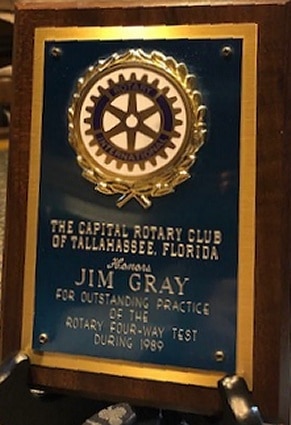 ROTARY
INTERNATIONAL
THE CAPITAL ROTARY CLUB
OF TALLAHASSEE, FLORIDA
Honors
JIM GRAY
FOR OUTSTANDING PRACTICE
OF THE
ROTARY FOUR-WAY TEST
DURING 1989